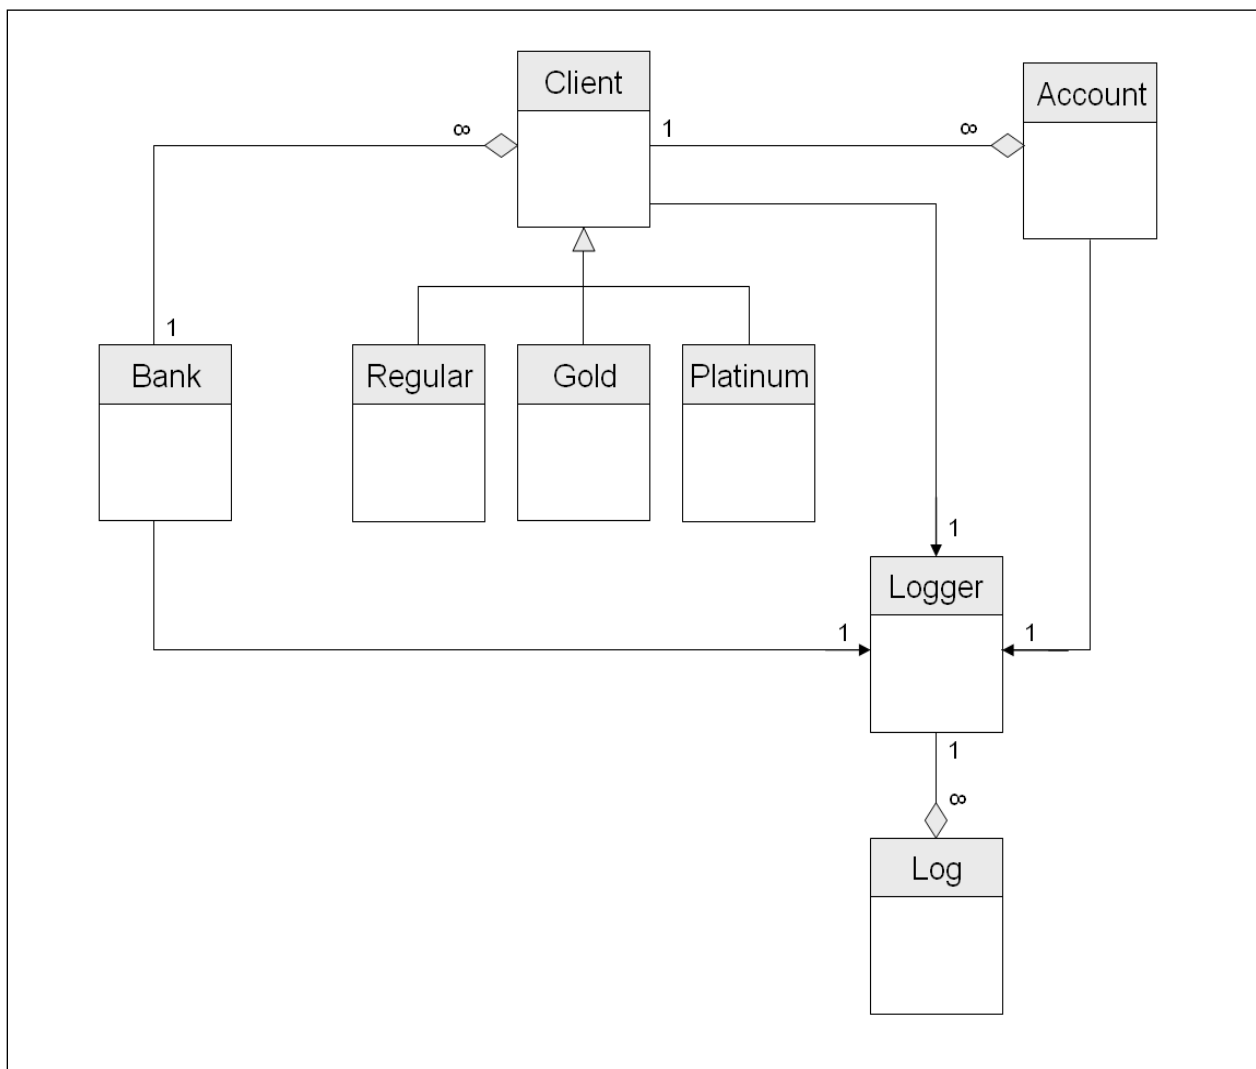 Client
Account
∞
1
∞
1
Bank
Regular
Gold
Platinum
1
Logger
1
1
1
∞
Log